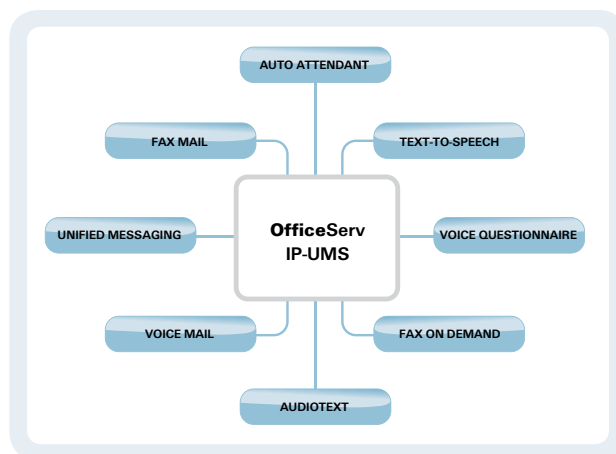 AUTO ATTENDANT
FAX MAIL
TEXT-TO-SPEECH
OfficeServ
IP-UMS
UNIFIED MESSAGING
VOICE QUESTIONNAIRE
VOICE MAIL
FAX ON DEMAND
AUDIOTEXT